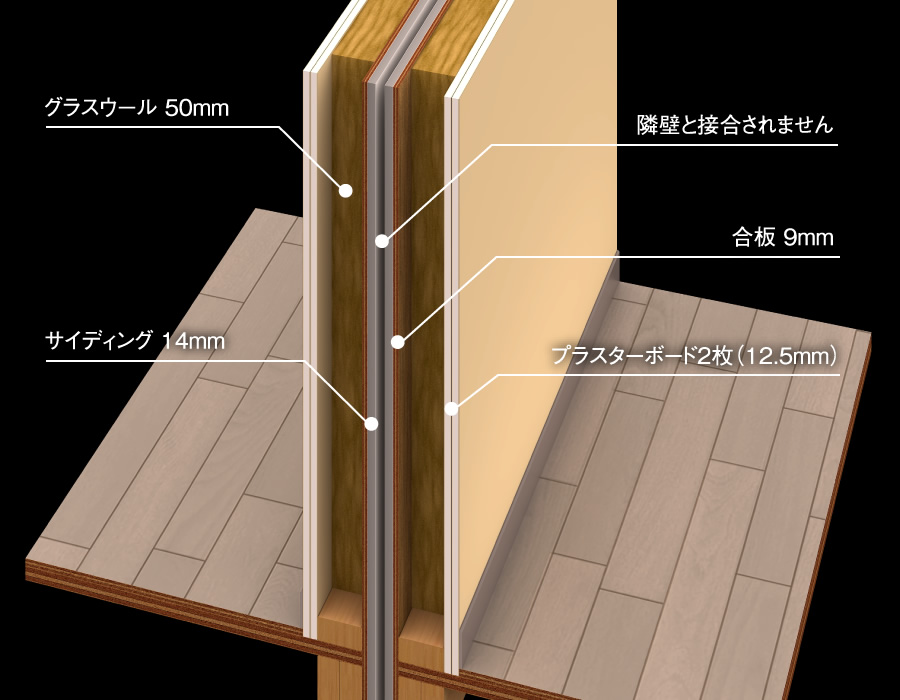 グラスウール 50mm
隣壁と接合されません
合板 9mm
サイディング 14mm
プラスターボード2枚（12.5mm）